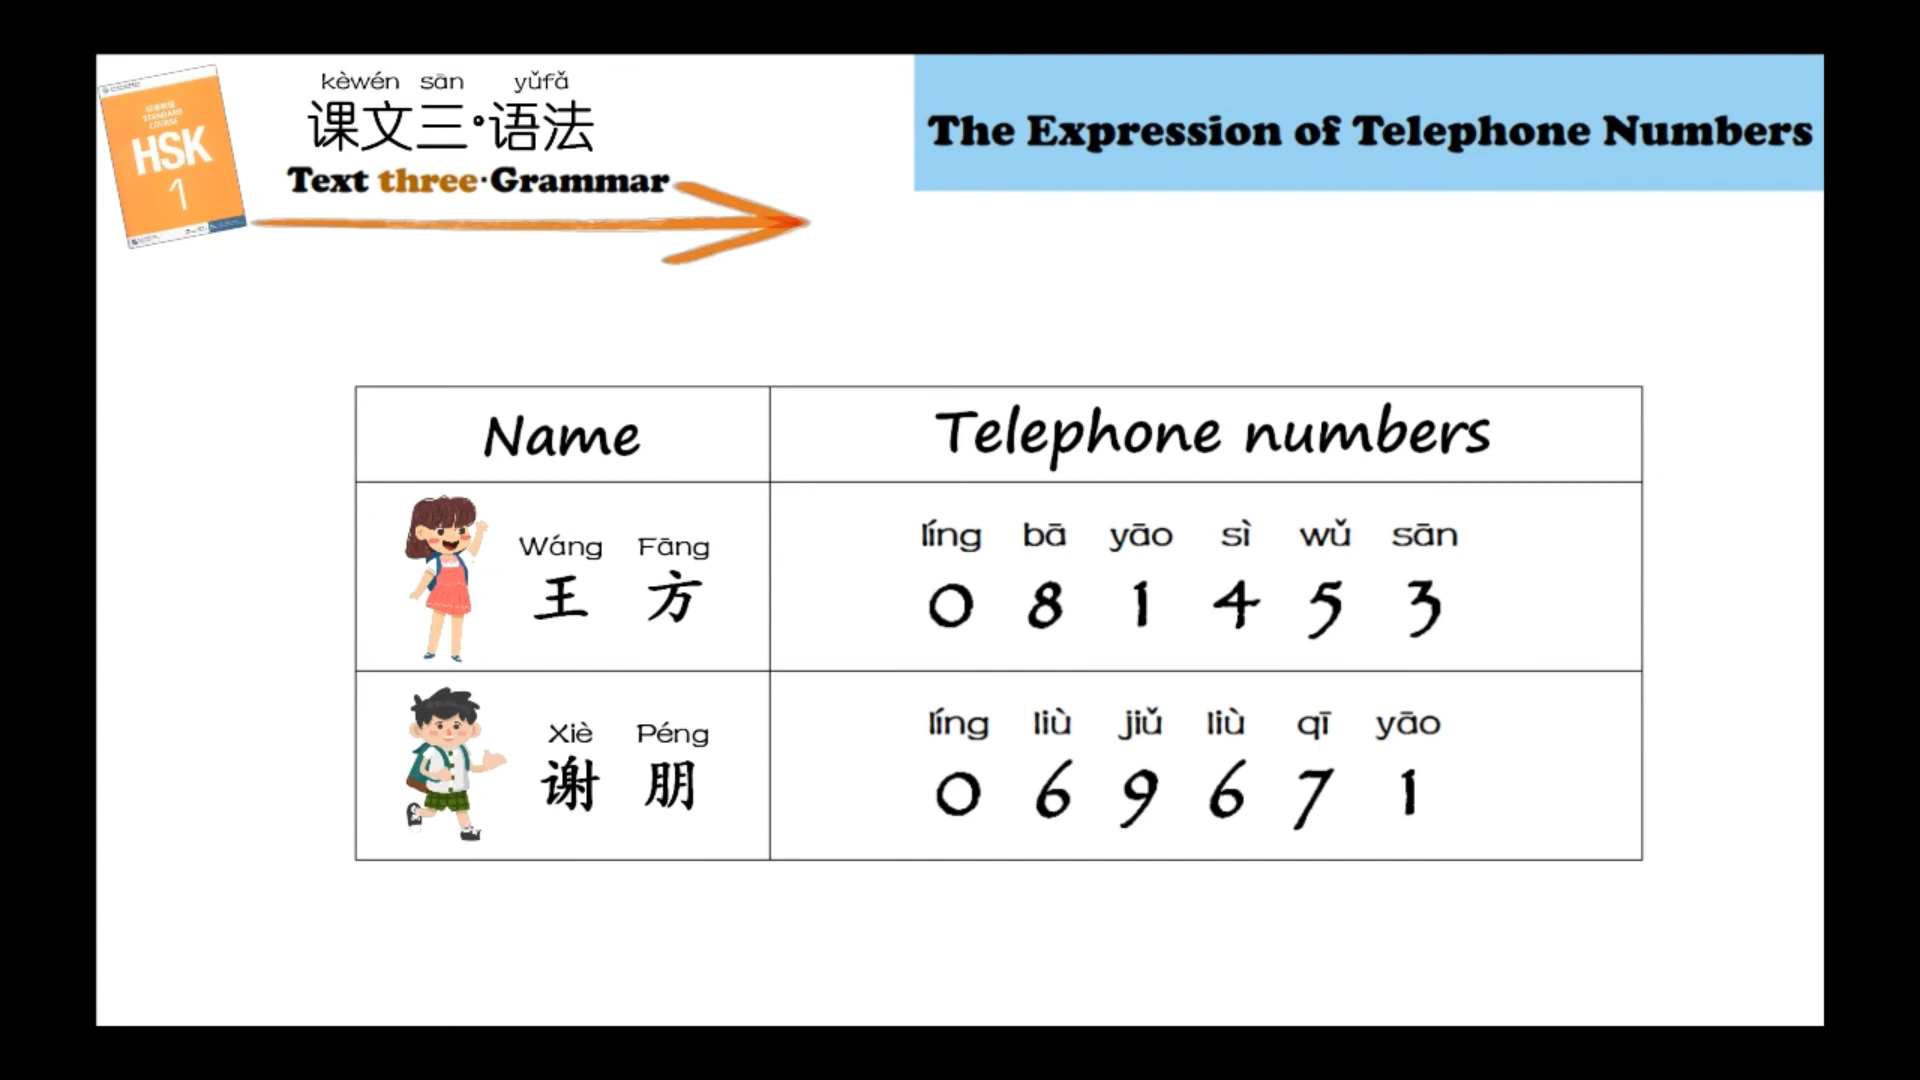 kèwén sān yǔfǎ
课文三·语法
Text three·Grammar
STANDARD
COURSE
HSK
1
The Expression of Telephone Numbers
Name
Telephone numbers
Wáng Fāng
王 方
líng bā yāo sì wǔ sān
0 8 1 4 5 3
Xiè Péng
谢 朋
líng liù jiǔ liù qī yāo
0 6 9 6 7 1